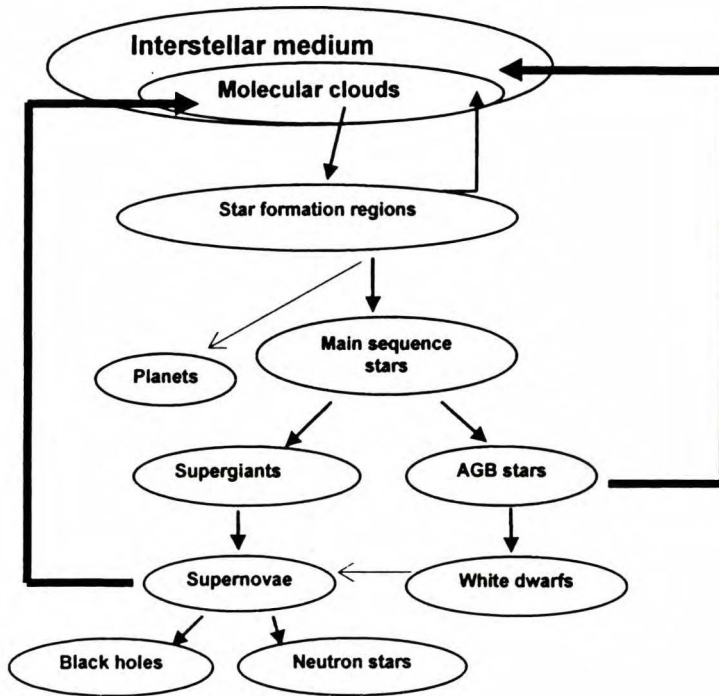 Interstellar medium
Molecular clouds
Star formation regions
Main sequence
stars
Planets
Supergiants
AGB stars
Supernovae
White dwarfs
Black holes
Neutron stars